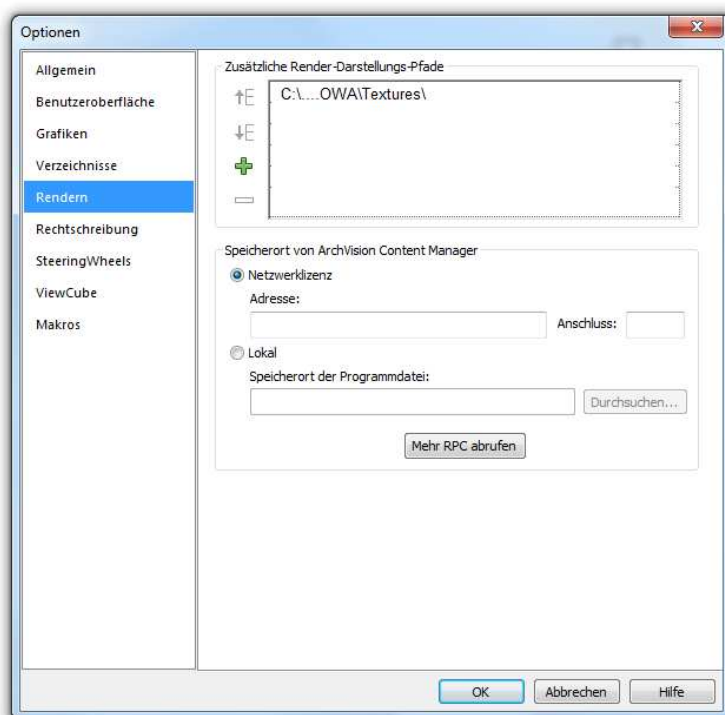 Optionen
Allgemein
Benutzeroberfläche
Grafiken
Verzeichnisse
Rendern
Rechtschreibung
SteeringWheels
ViewCube
Makros
Zusätzliche Render-Darstellungs-Pfade
C:\....OWA\Textures\
Speicherort von ArchVision Content Manager
Netzwerklizenz
Adresse:
Anschluss:
Lokal
Speicherort der Programmdatei:
Durchsuchen...
Mehr RPC abrufen
OK
Abbrechen
Hilfe